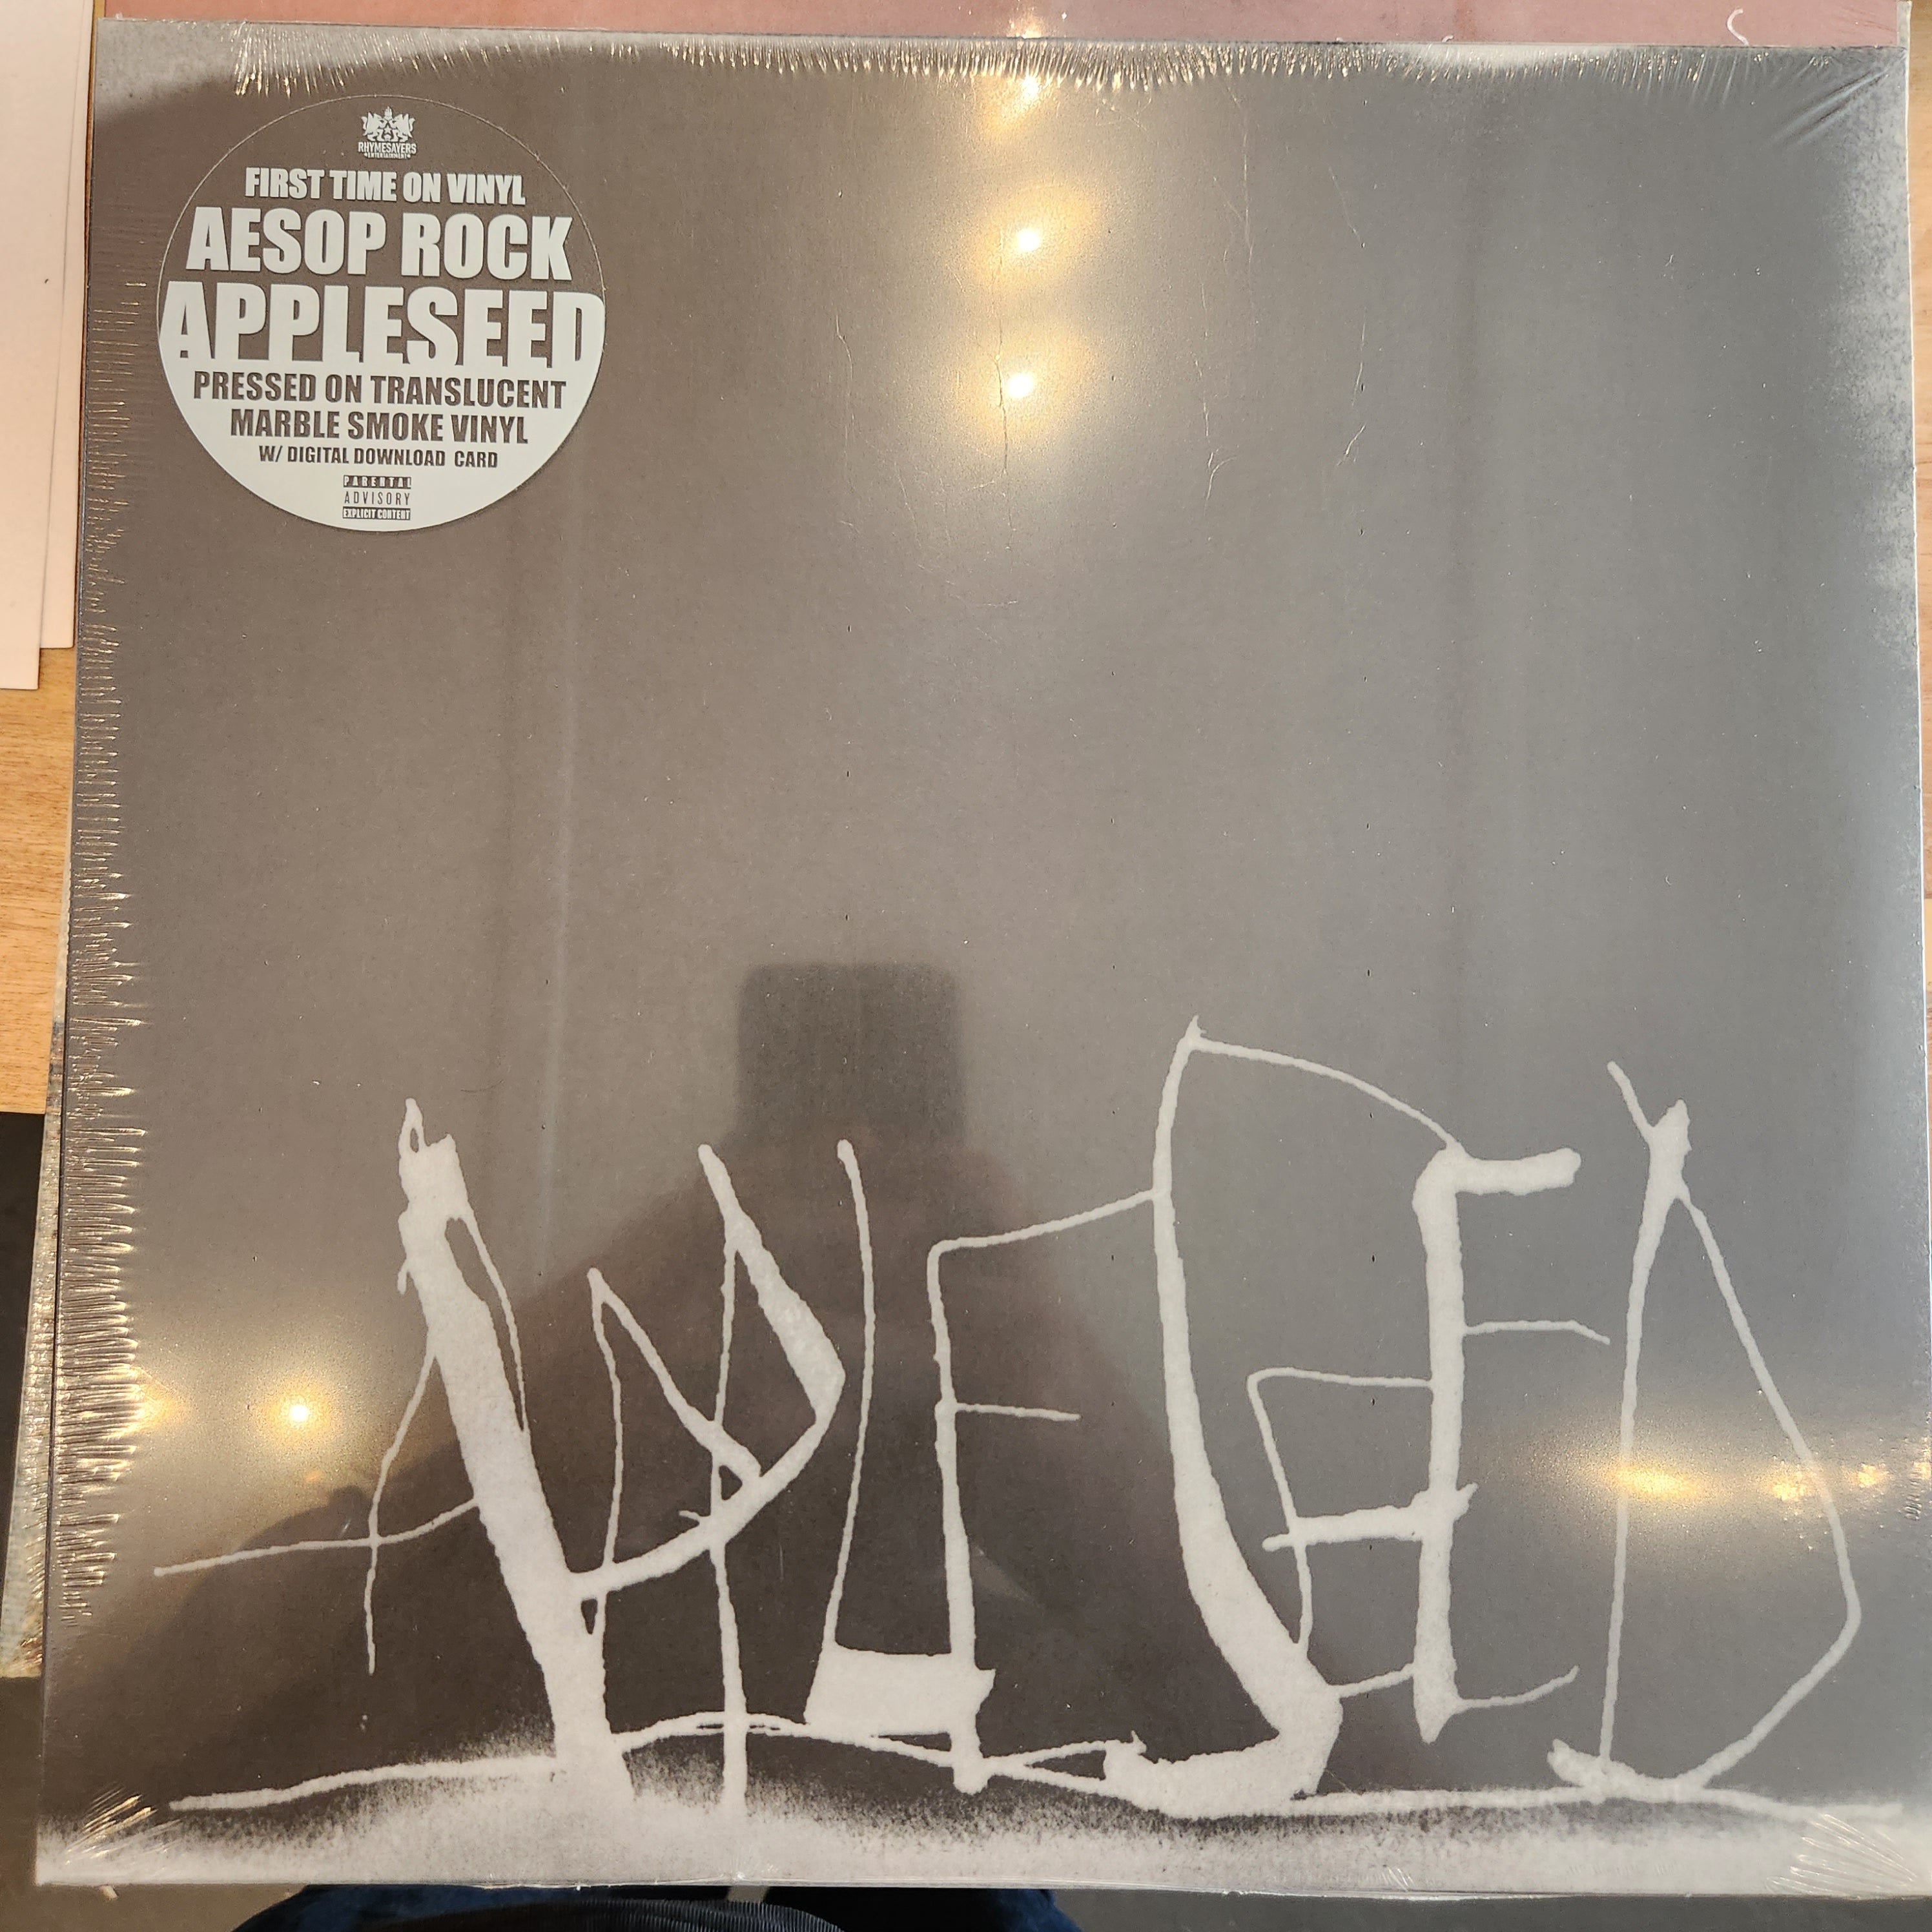 RHYMESAYERS
ENTERTAINMENT
FIRST TIME ON VINYL
AESOP ROCK
APPLESEED
PRESSED ON TRANSLUCENT
MARBLE SMOKE VINYL
W/ DIGITAL DOWNLOAD CARD
PARENTAL
ADVISORY
EXPLICIT CONTENT
APPLESEED